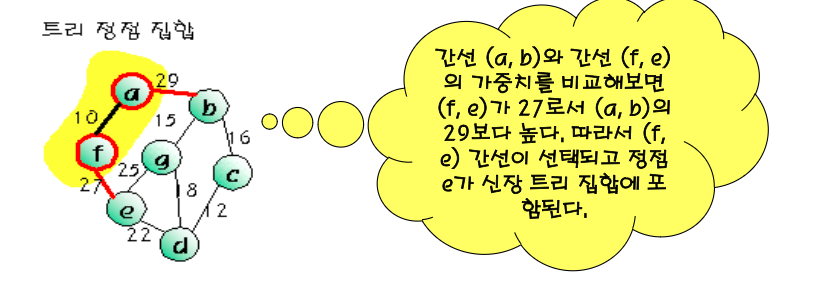 트리 정점 집합
간선 (a, b)와 간선 (f, e)
의 가중치를 비교해보면
(f, e)가 27로서 (a, b)의
29보다 높다. 따라서 (f,
e) 간선이 선택되고 정점
e가 신장 트리 집합에 포
함된다.
29
a
b
10
15
16
f
g
c
25
27
18
12
e
22
d